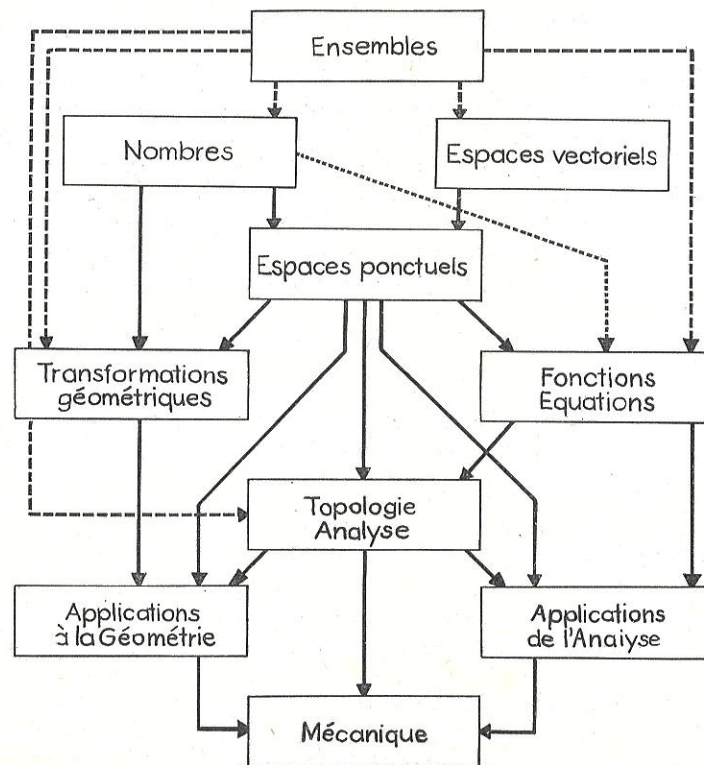 Ensembles
Nombres
Espaces vectoriels
Espaces ponctuels
Transformations
géométriques
Fonctions
Equations
Topologie
Analyse
Applications
à la Géométrie
Applications
de l'Analyse
Mécanique